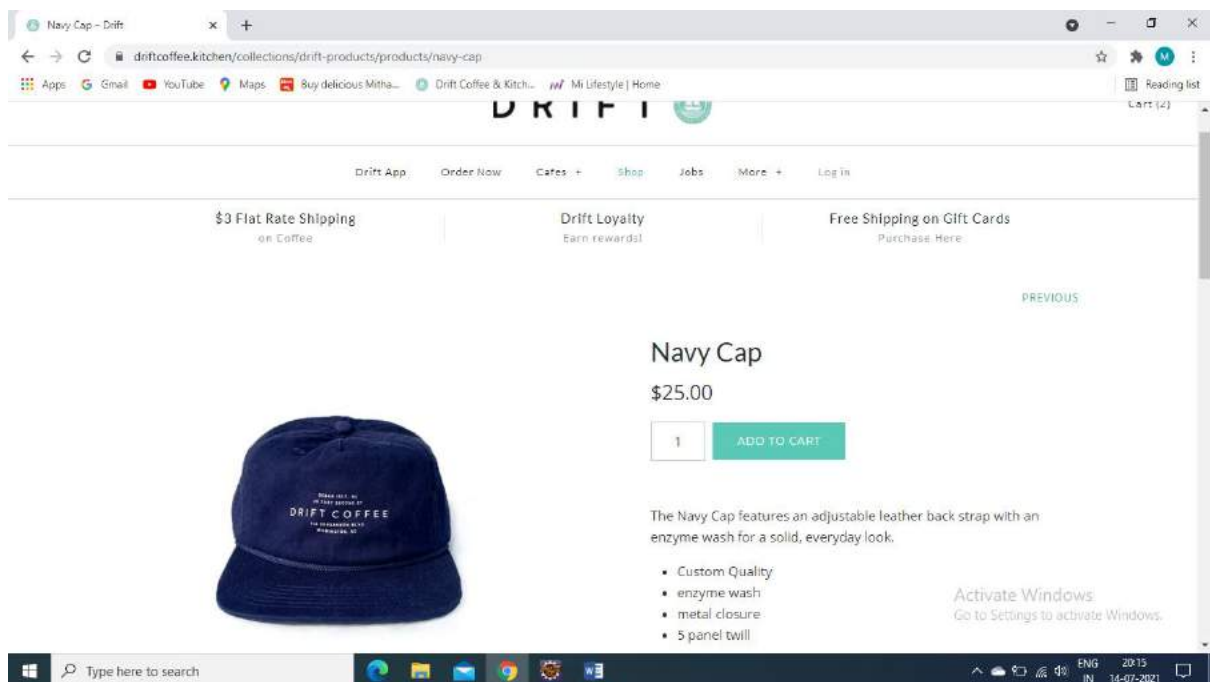 Navy Cap – Drift
driftcoffee.kitchen/collections/drift-products/products/navy-cap
M
Apps Gmail YouTube Maps Buy delicious Mitha... Drift Coffee & Kitch... Mi Lifestyle | Home Reading list
DRIFT
Cart (2)
Drift App Order Now Cafes + Shop Jobs More + Log in
$3 Flat Rate Shipping Drift Loyalty Free Shipping on Gift Cards
on Coffee Earn rewards! Purchase Here
PREVIOUS
Navy Cap
$25.00
1 ADD TO CART
DRIFT COFFEE
The Navy Cap features an adjustable leather back strap with an
enzyme wash for a solid, everyday look.
• Custom Quality
• enzyme wash
• metal closure
• 5 panel twill
Activate Windows
Go to Settings to activate Windows.
Type here to search
ENG 20:15
IN 14-07-2021